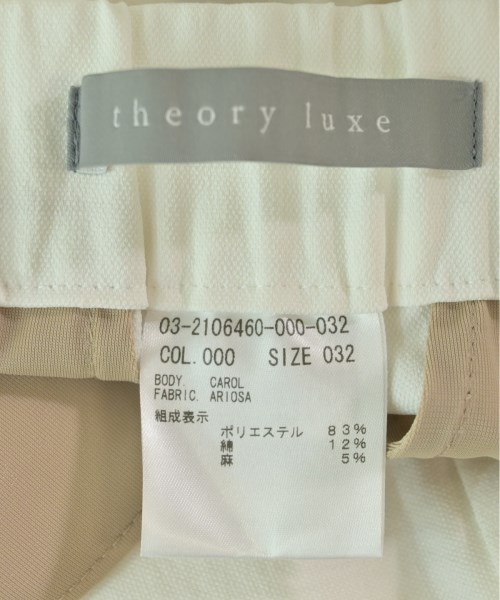 theory luxe
03-2106460-000-032
COL. 000 SIZE 032
BODY. CAROL
FABRIC. ARIOSA
組成表示
ポリエステル 83%
綿 12%
麻 5%